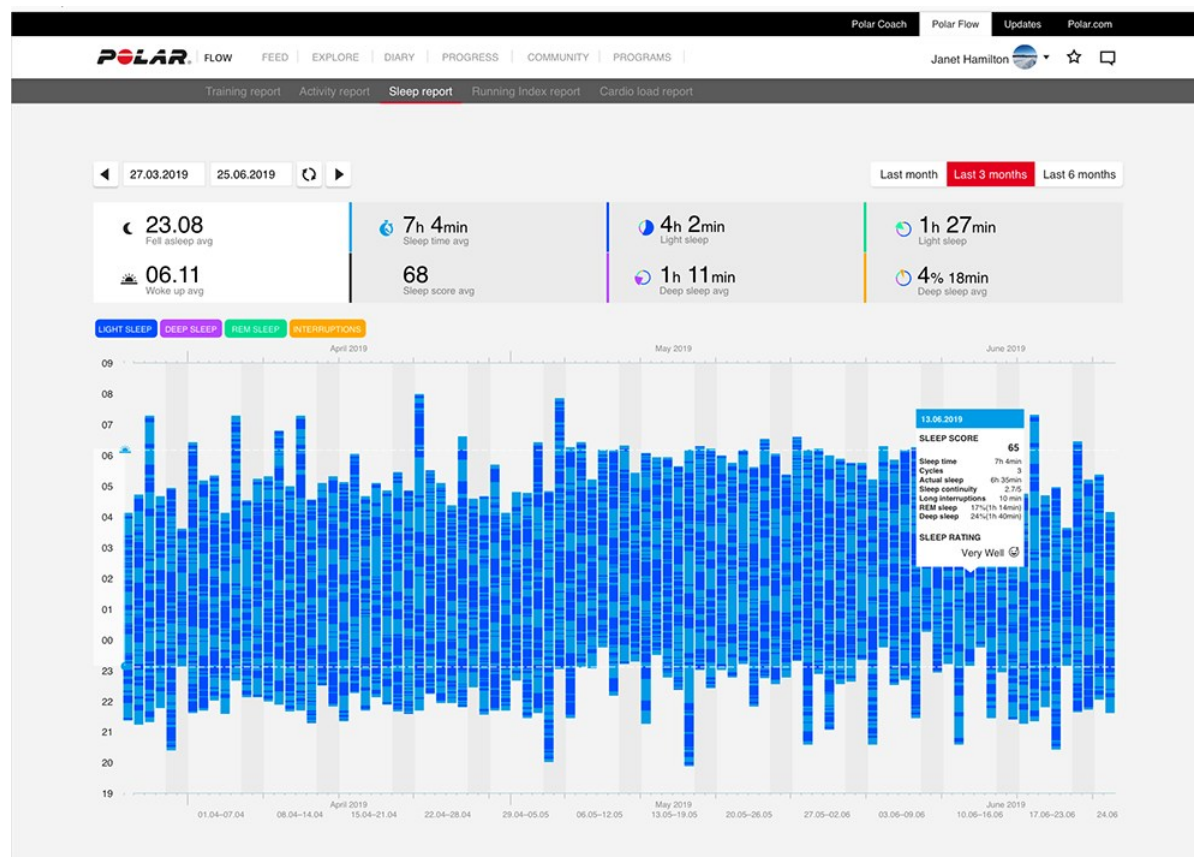 Polar Coach Polar Flow Updates Polar.com
POLAR. FLOW FEED EXPLORE DIARY PROGRESS COMMUNITY PROGRAMS Janet Hamilton
Training report Activity report Sleep report Running Index report Cardio load report
27.03.2019 25.06.2019 Last month Last 3 months Last 6 months
23.08 7h 4min 4h 2min 1h 27min
Fell asleep avg Sleep time avg Light sleep Light sleep
06.11 68 1h 11min 4% 18min
Woke up avg Sleep score avg Deep sleep avg Deep sleep avg
LIGHT SLEEP DEEP SLEEP REM SLEEP INTERRUPTIONS
April 2019 May 2019 June 2019
09
08
07
06
05
04
03
02
01
00
23
22
21
20
19
13.06.2019
SLEEP SCORE
65
Sleep time 7h 4min
Cycles 3
Actual sleep 6h 35min
Sleep continuity 2.7/5
Long interruptions 10 min
REM sleep 17%(1h 14min)
Deep sleep 24%(1h 40min)
SLEEP RATING
Very Well
April 2019 May 2019 June 2019
01.04–07.04 08.04–14.04 15.04–21.04 22.04–28.04 29.04–05.05 06.05–12.05 13.05–19.05 20.05–26.05 27.05–02.06 03.06–09.06 10.06–16.06 17.06–23.06 24.06